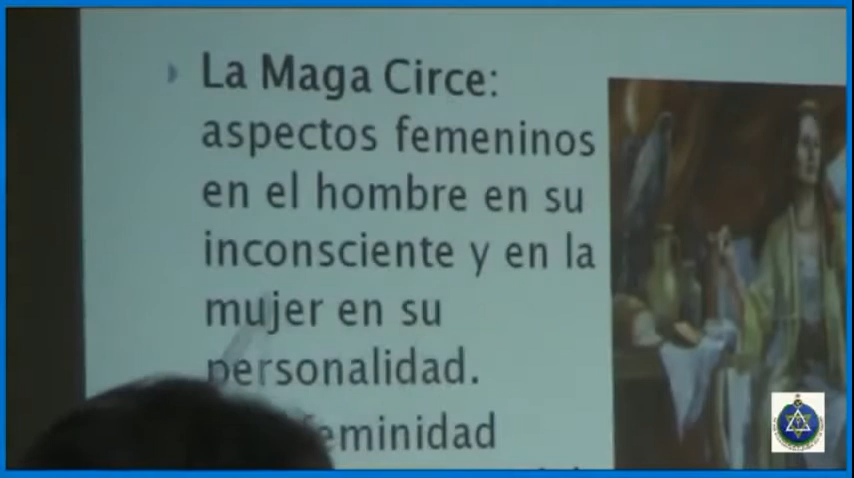 La Maga Circe:
aspectos femeninos
en el hombre en su
inconsciente y en la
mujer en su
personalidad.
feminidad